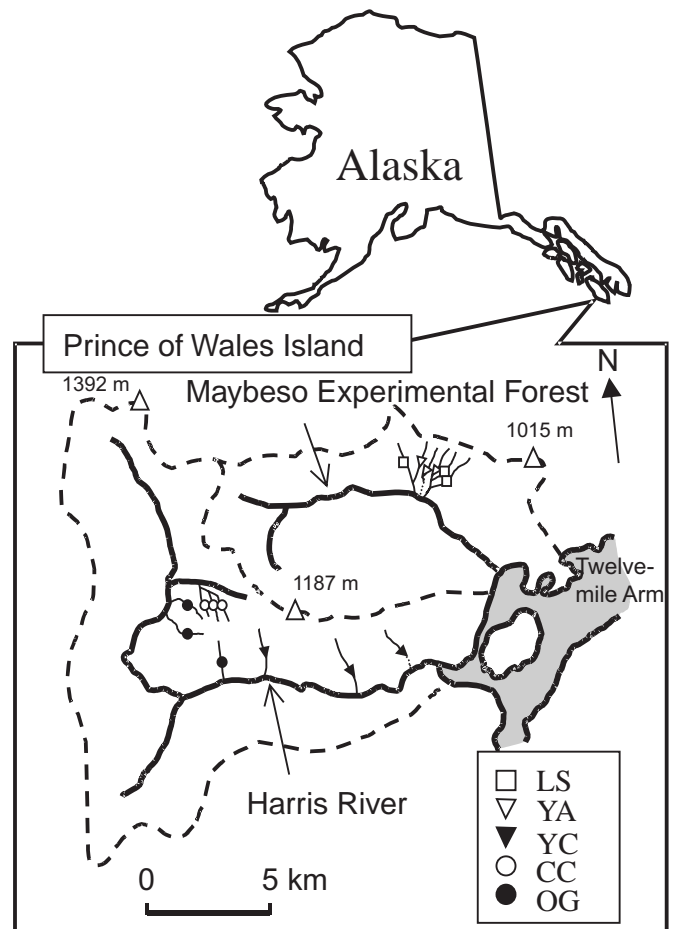 Alaska
Prince of Wales Island
1392 m
Maybeso Experimental Forest
N
1015 m
Twelve-
mile Arm
1187 m
Harris River
0 5 km
LS
YA
YC
CC
OG